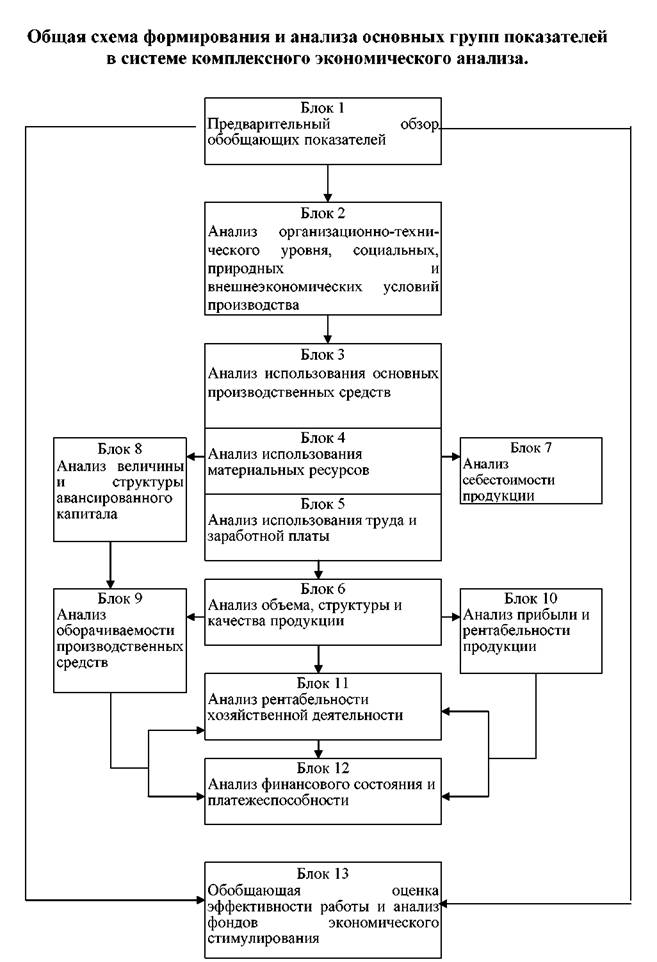 Общая схема формирования и анализа основных групп показателей
в системе комплексного экономического анализа.
Блок 1
Предварительный обзор
обобщающих показателей
Блок 2
Анализ организационно-техни-
ческого уровня, социальных,
природных и
внешнеэкономических условий
производства
Блок 3
Анализ использования основных
производственных средств
Блок 8
Анализ величины
и структуры
авансированного
капитала
Блок 4
Анализ использования
материальных ресурсов
Блок 7
Анализ
себестоимости
продукции
Блок 5
Анализ использования труда и
заработной платы
Блок 9
Анализ
оборачиваемости
производственных
средств
Блок 6
Анализ объема, структуры и
качества продукции
Блок 10
Анализ прибыли и
рентабельности
продукции
Блок 11
Анализ рентабельности
хозяйственной деятельности
Блок 12
Анализ финансового состояния и
платежеспособности
Блок 13
Обобщающая оценка
эффективности работы и анализ
фондов экономического
стимулирования